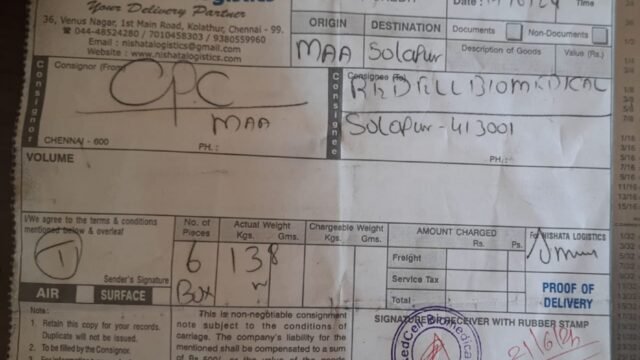 Your Delivery Partner
36, Venus Nagar, 1st Main Road, Kolathur, Chennai - 99.
☎ 044-48524280 / 7010458303 / 9380559960
Email : nishatalogistics@gmail.com
Website : www.nishatalogistics.com
Date :
Time
ORIGIN
DESTINATION
Documents
Non-Documents
MAA
Solapur
Description of Goods
Value (Rs.)
Consignor
Consignor (From)
CPC
MAA
CHENNAI - 600
PH. :
Consignee
Consignee (To)
BIOMEDICAL
Solapur - 413001
PH. :
VOLUME
I/We agree to the terms & conditions
mentioned below & overleaf
Sender's Signature
No. of
Pieces
6
Box
Actual Weight
Kgs. Gms.
138
Chargeable Weight
Kgs. Gms.
AMOUNT CHARGED
Rs. Ps.
Freight
Service Tax
Total
For NISHATA LOGISTICS
PROOF OF
DELIVERY
AIR
SURFACE
Note :
1. Retain this copy for your records.
Duplicate will not be issued.
2. To be filled by the Consignor.
This is non-negotiable consignment
note subject to the conditions of
carriage. The company's liability for
the mentioned shall be compensated to a
SIGNATURE OF RECEIVER WITH RUBBER STAMP